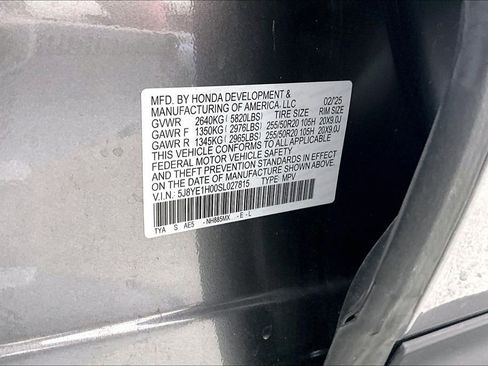 MFD. BY HONDA DEVELOPMENT &
MANUFACTURING OF AMERICA, LLC 02/25
GVWR 2640KG (5820LBS) TIRE SIZE RIM SIZE
GAWR F 1350KG (2976LBS) 255/50R20 105H 20X9.0J
GAWR R 1345KG (2965LBS) 255/50R20 105H 20X9.0J
THIS VEHICLE CONFORMS TO ALL APPLICABLE
FEDERAL MOTOR VEHICLE SAFETY, BUMPER,
AND THEFT PREVENTION STANDARDS IN EFFECT
ON THE DATE OF MANUFACTURE SHOWN ABOVE.
V.I.N.: 5J8YE1H00SL027815 TYPE: MPV
TYA S AE5 -NH885MX -E-L